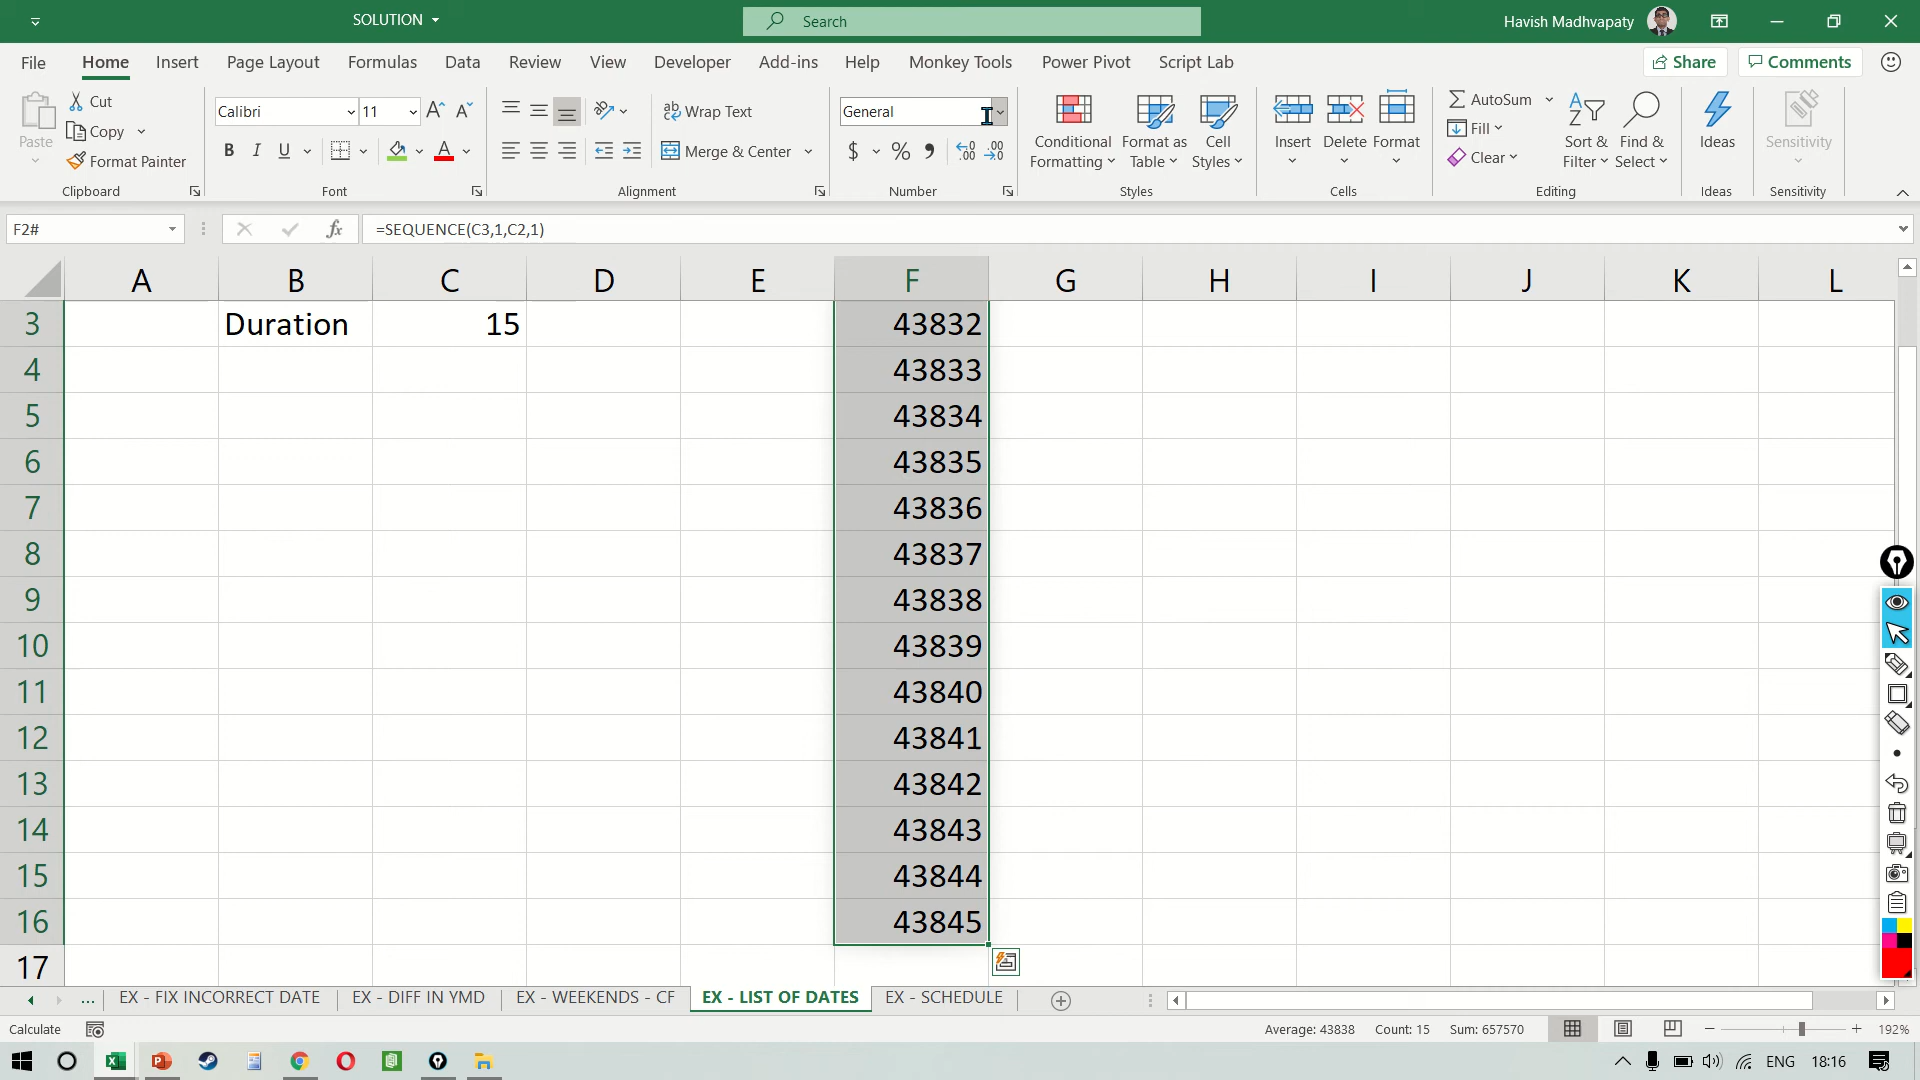 SOLUTION
Search
Havish Madhvapaty
File Home Insert Page Layout Formulas Data Review View Developer Add-ins Help Monkey Tools Power Pivot Script Lab Share Comments
Paste
Cut
Copy
Format Painter
Clipboard
Calibri 11
B I U
Font
Wrap Text
Merge & Center
Alignment
General
$ % ,
Number
Conditional Formatting
Format as Table
Cell Styles
Styles
Insert Delete Format
Cells
AutoSum
Fill
Clear
Sort & Filter
Find & Select
Editing
Ideas
Ideas
Sensitivity
Sensitivity
F2# fx =SEQUENCE(C3,1,C2,1)
A B C D E F G H I J K L
3 Duration 15 43832
4 43833
5 43834
6 43835
7 43836
8 43837
9 43838
10 43839
11 43840
12 43841
13 43842
14 43843
15 43844
16 43845
17
... EX - FIX INCORRECT DATE EX - DIFF IN YMD EX - WEEKENDS - CF EX - LIST OF DATES EX - SCHEDULE
Calculate Average: 43838 Count: 15 Sum: 657570 192%
ENG 18:16